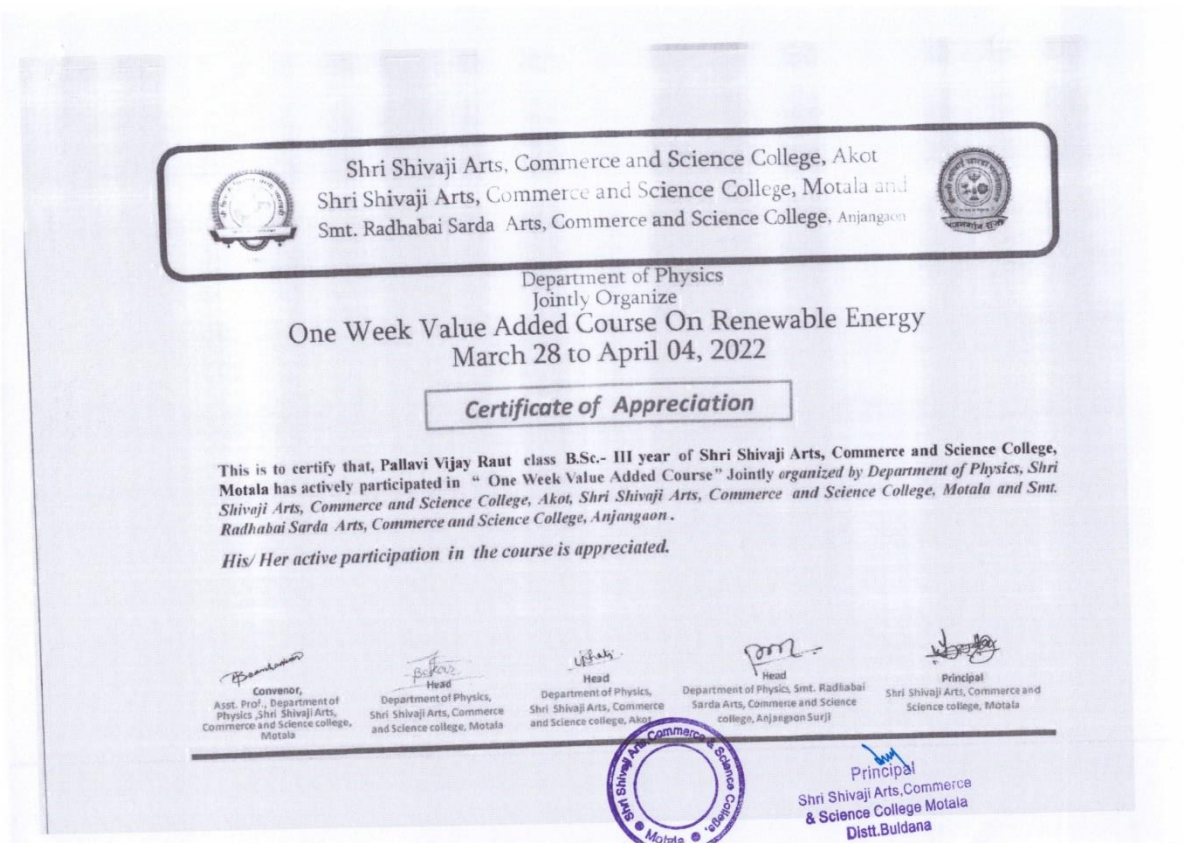 Shri Shivaji Arts, Commerce and Science College, Akot
Shri Shivaji Arts, Commerce and Science College, Motala and
Smt. Radhabai Sarda Arts, Commerce and Science College, Anjangaon
Department of Physics
Jointly Organize
One Week Value Added Course On Renewable Energy
March 28 to April 04, 2022
Certificate of Appreciation
This is to certify that, Pallavi Vijay Raut class B.Sc.- III year of Shri Shivaji Arts, Commerce and Science College,
Motala has actively participated in “ One Week Value Added Course” Jointly organized by Department of Physics, Shri
Shivaji Arts, Commerce and Science College, Akot, Shri Shivaji Arts, Commerce and Science College, Motala and Smt.
Radhabai Sarda Arts, Commerce and Science College, Anjangaon .
His/ Her active participation in the course is appreciated.
Convenor,
Asst. Prof., Department of
Physics ,Shri Shivaji Arts,
Commerce and Science college,
Motala
Head
Department of Physics,
Shri Shivaji Arts, Commerce
and Science college, Motala
Head
Department of Physics,
Shri Shivaji Arts, Commerce
and Science college, Akot
Head
Department of Physics, Smt. Radhabai
Sarda Arts, Commerce and Science
college, Anjangaon Surji
Principal
Shri Shivaji Arts, Commerce and
Science college, Motala
Shri Shivaji Arts,Commerce & Science College,
Motala
Principal
Shri Shivaji Arts,Commerce
& Science College Motala
Distt.Buldana